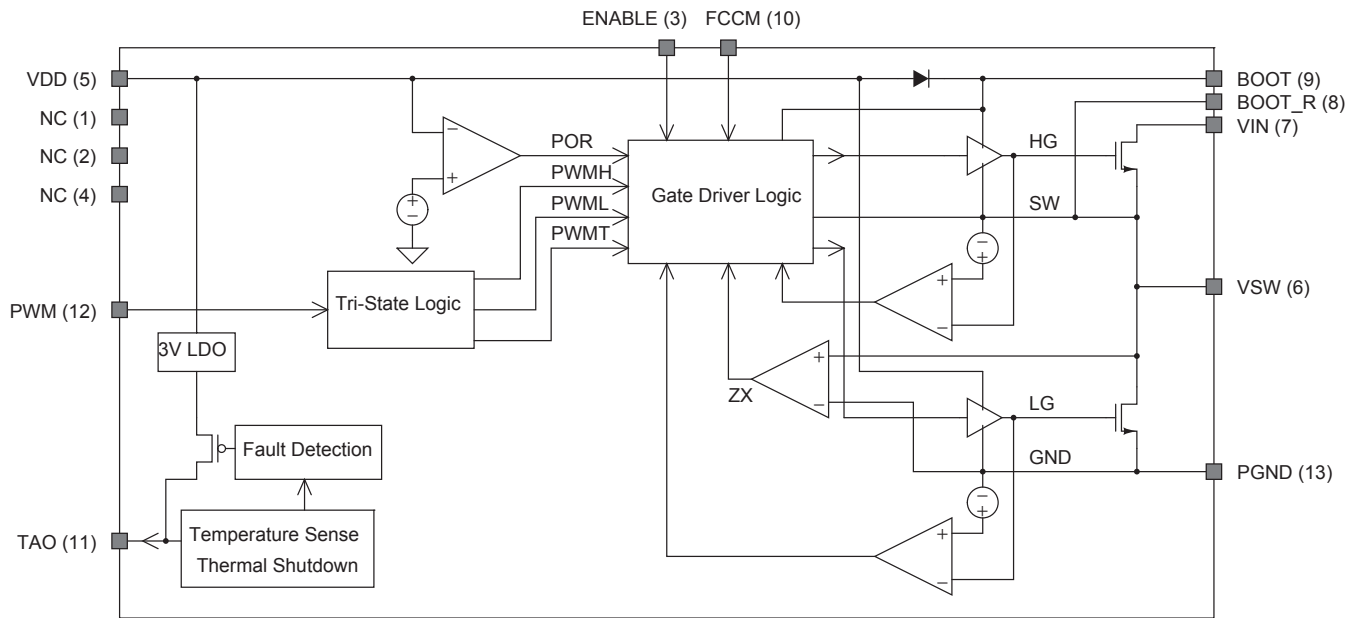 ENABLE (3)
FCCM (10)
VDD (5)
BOOT (9)
BOOT_R (8)
NC (1)
VIN (7)
NC (2)
NC (4)
−
+
+
−
POR
PWMH
PWML
PWMT
Gate Driver Logic
HG
SW
−
+
+
−
VSW (6)
PWM (12)
Tri-State Logic
3V LDO
+
−
ZX
LG
Fault Detection
GND
PGND (13)
−
+
+
−
TAO (11)
Temperature Sense
Thermal Shutdown